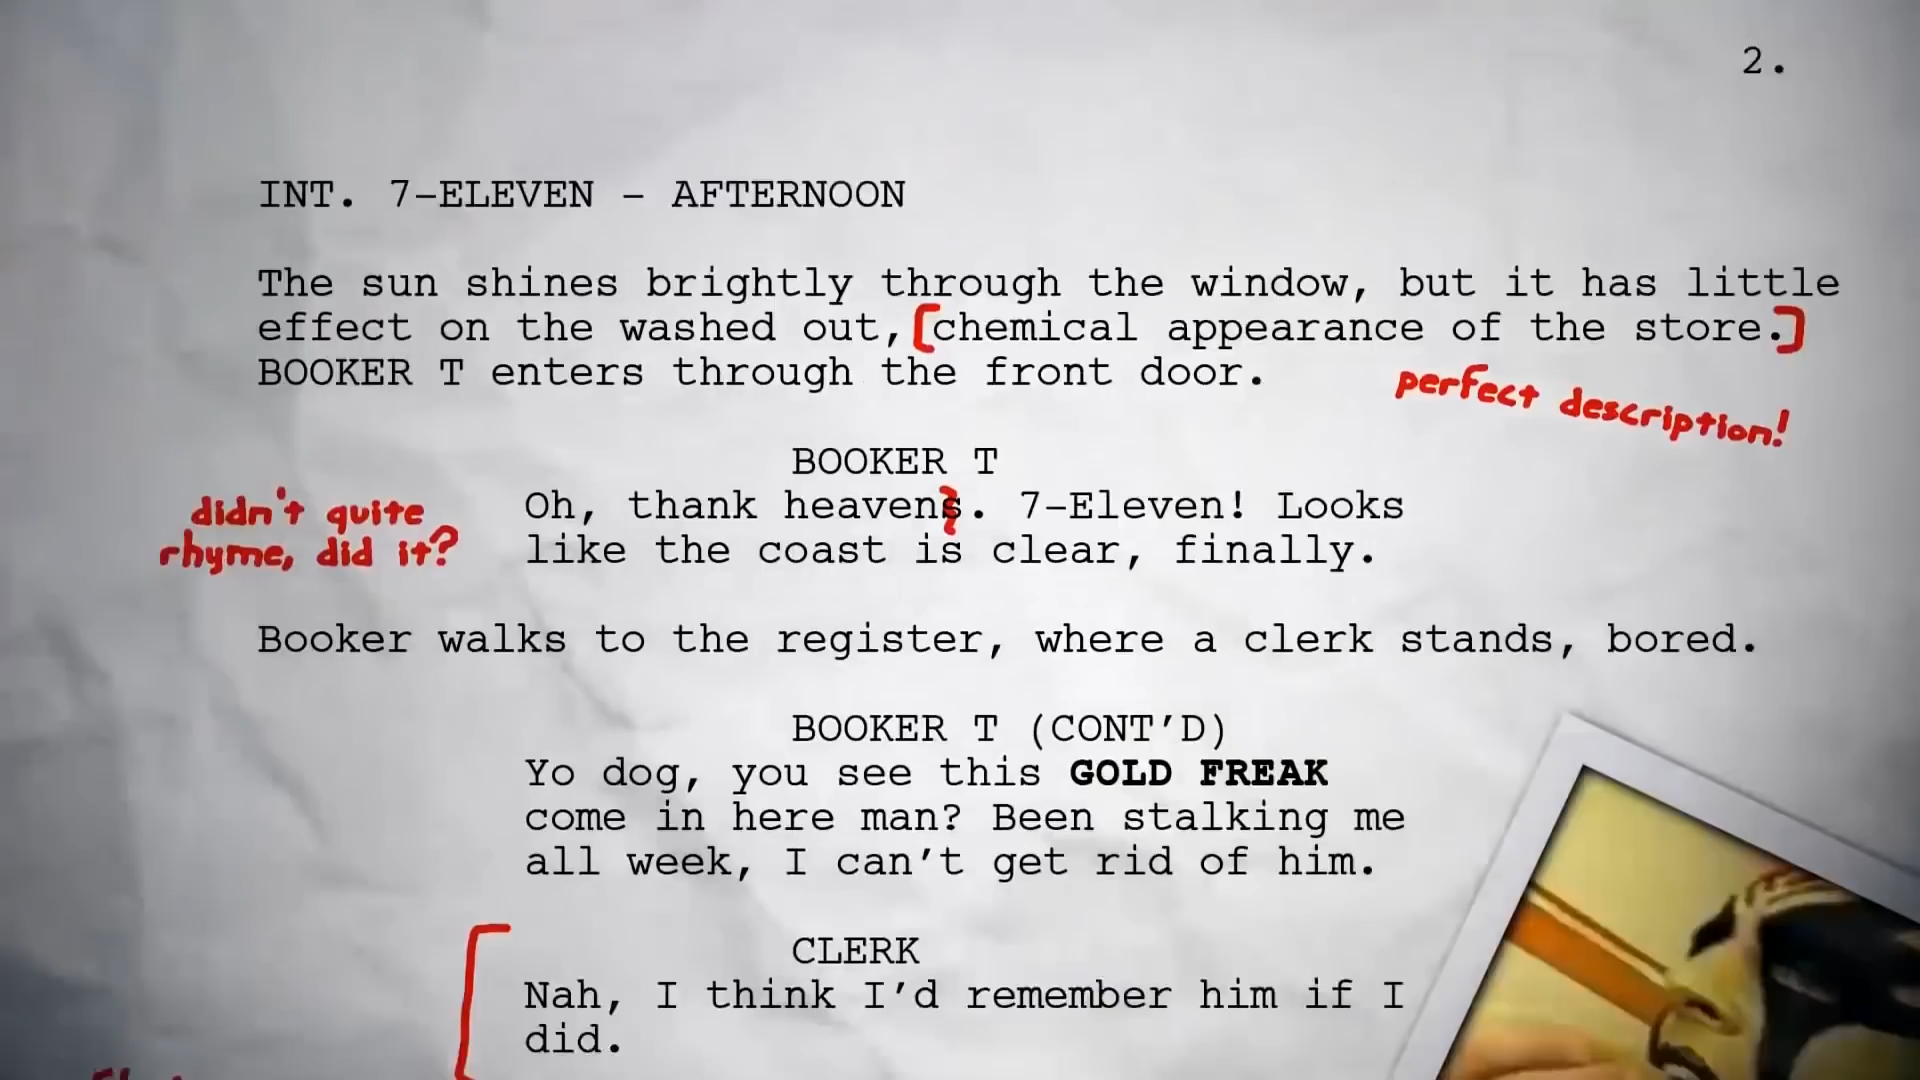 2.
INT. 7-ELEVEN - AFTERNOON
The sun shines brightly through the window, but it has little
effect on the washed out, [chemical appearance of the store.]
BOOKER T enters through the front door.
perfect description!
BOOKER T
didn't quite
rhyme, did it?
Oh, thank heavens. 7-Eleven! Looks
like the coast is clear, finally.
Booker walks to the register, where a clerk stands, bored.
BOOKER T (CONT'D)
Yo dog, you see this GOLD FREAK
come in here man? Been stalking me
all week, I can't get rid of him.
CLERK
Nah, I think I'd remember him if I
did.